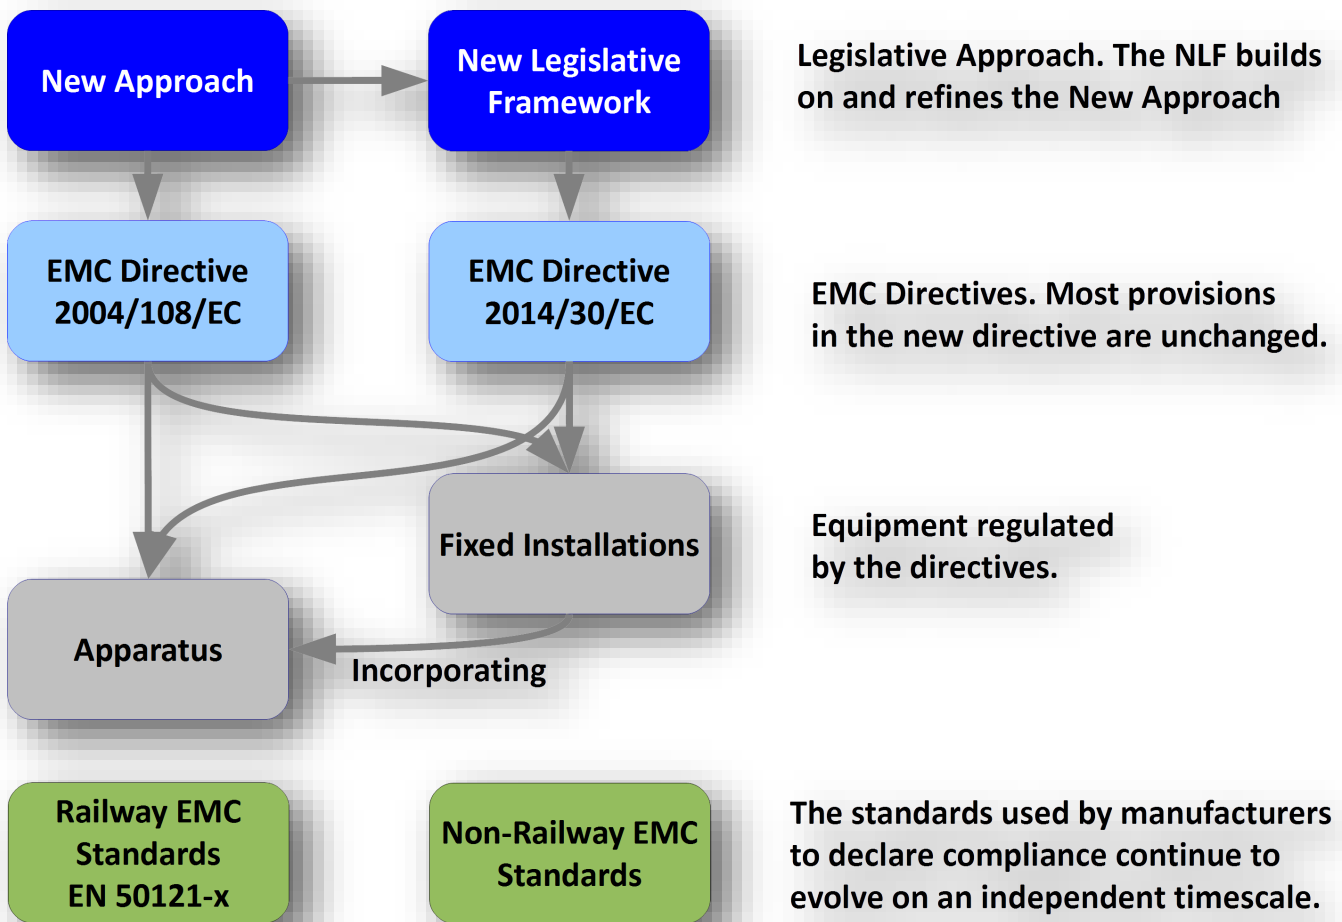 New Approach
New Legislative
Framework
Legislative Approach. The NLF builds
on and refines the New Approach
EMC Directive
2004/108/EC
EMC Directive
2014/30/EC
EMC Directives. Most provisions
in the new directive are unchanged.
Fixed Installations
Equipment regulated
by the directives.
Apparatus
Incorporating
Railway EMC
Standards
EN 50121-x
Non-Railway EMC
Standards
The standards used by manufacturers
to declare compliance continue to
evolve on an independent timescale.